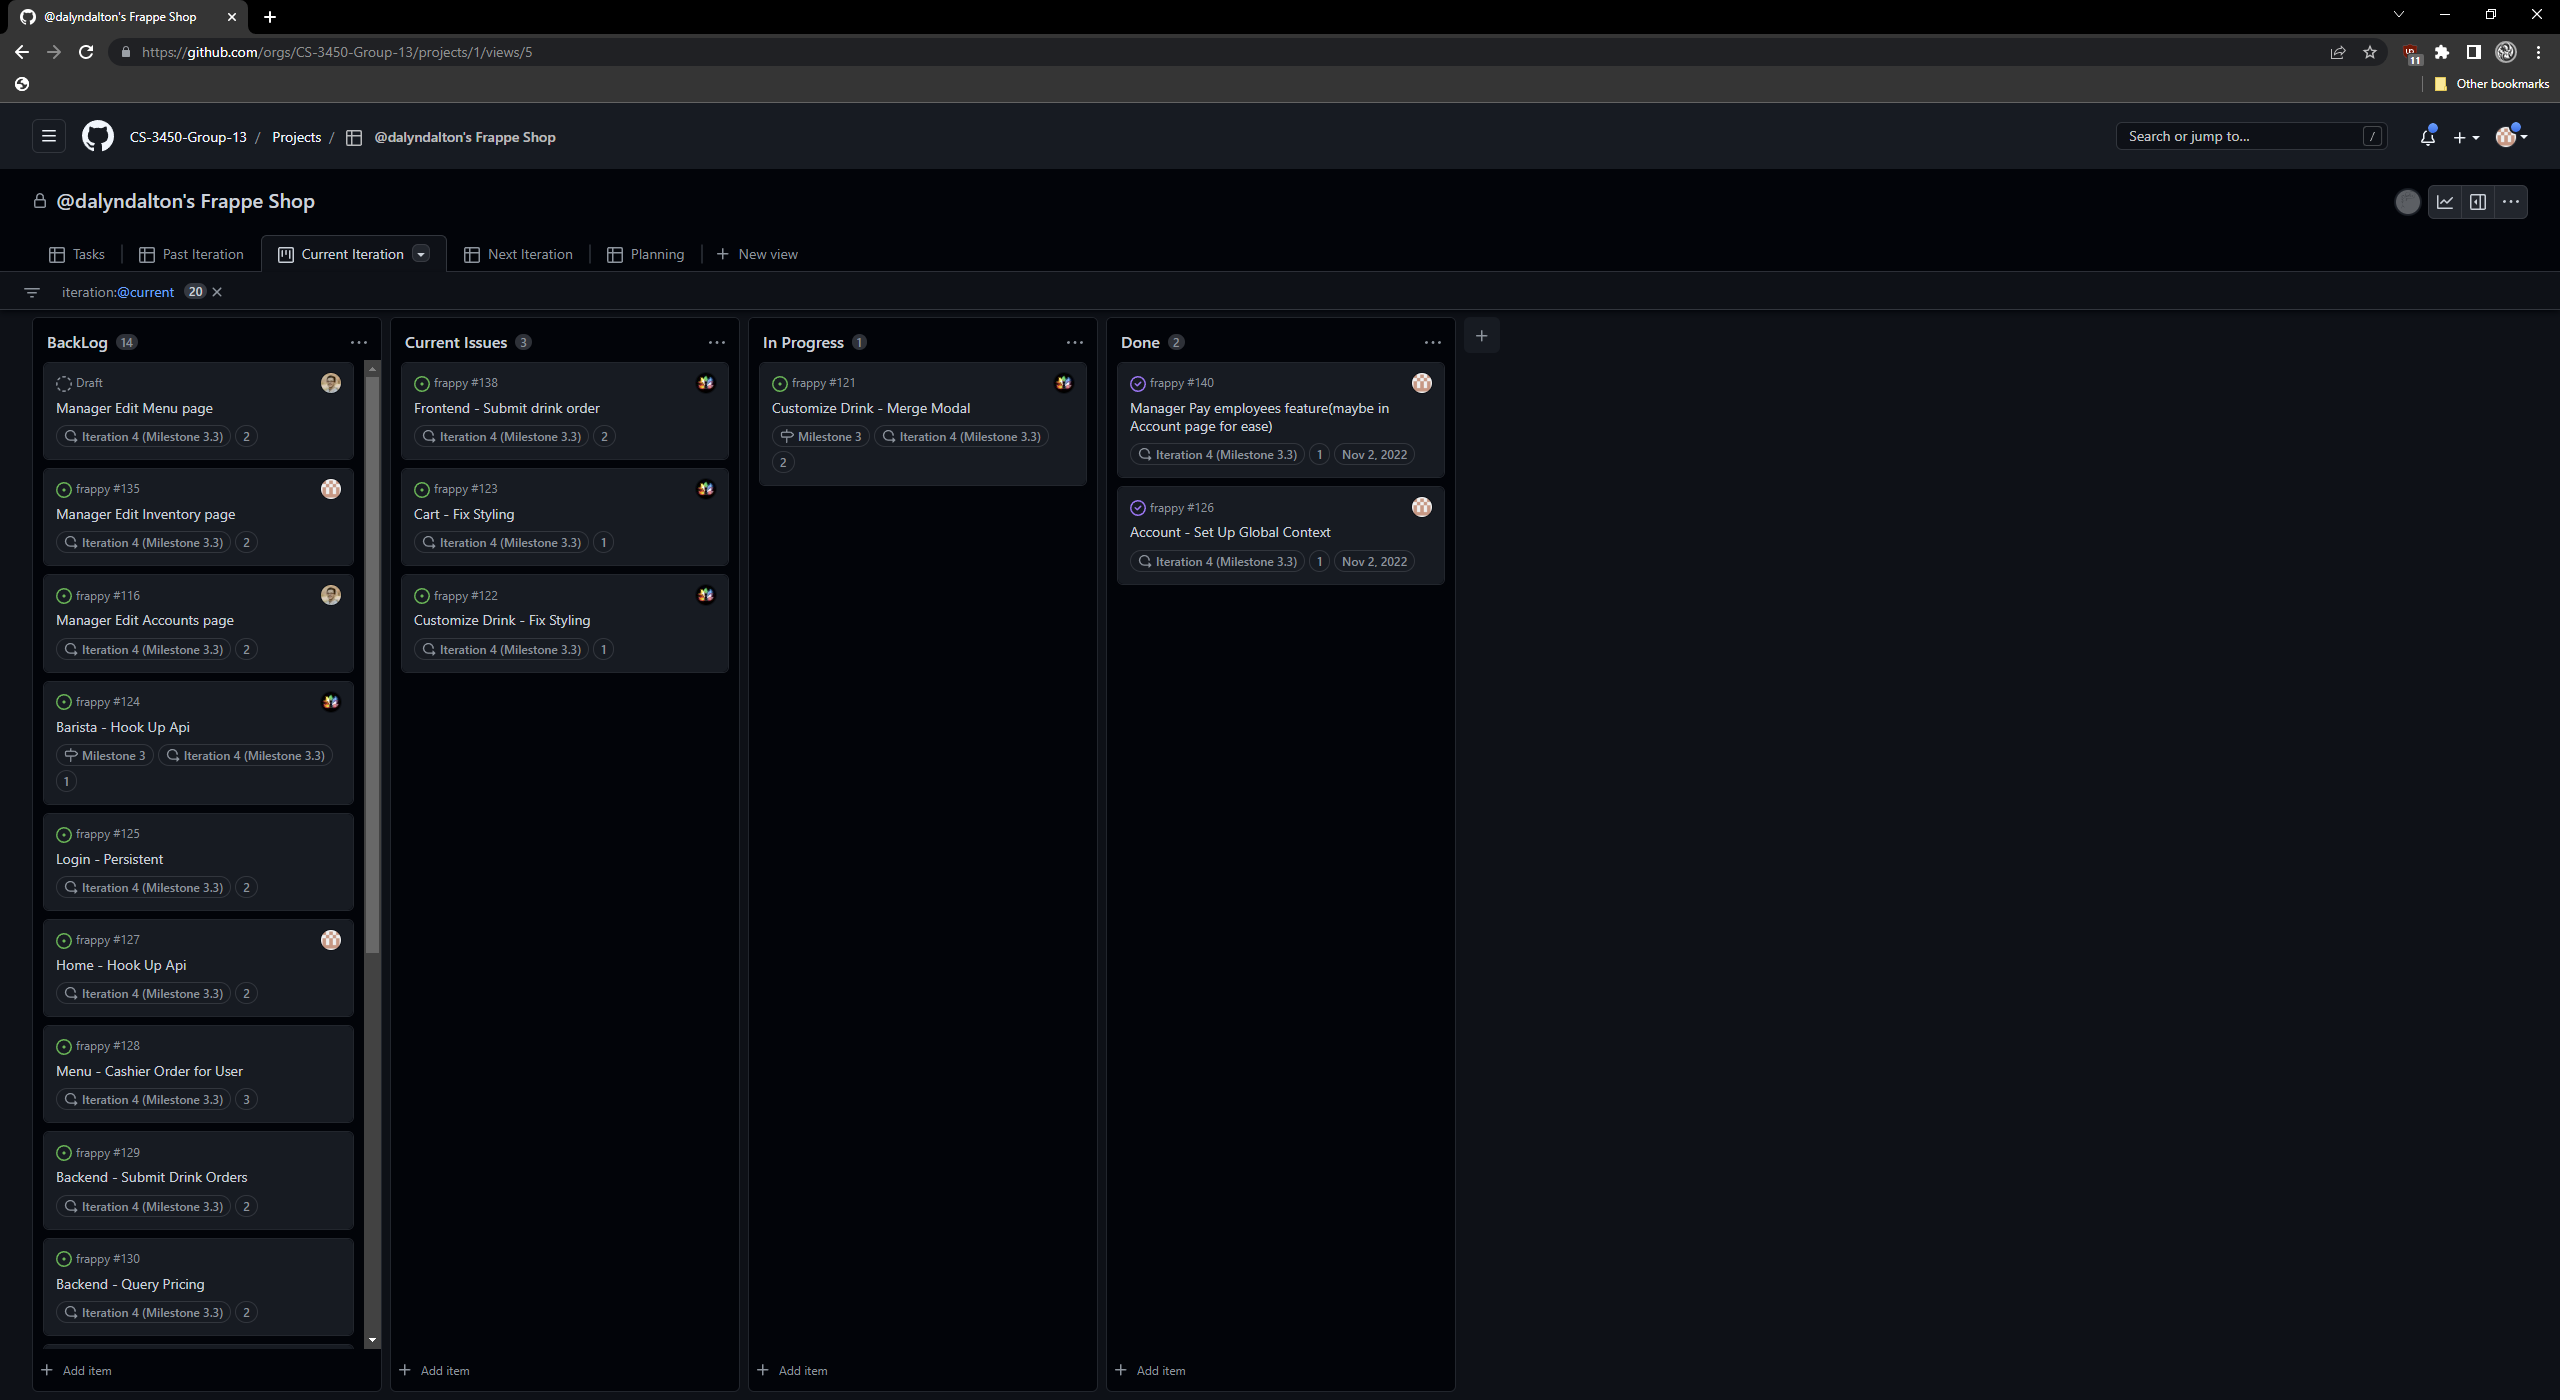 @dalyndalton's Frappe Shop
https://github.com/orgs/CS-3450-Group-13/projects/1/views/5
11
Other bookmarks
CS-3450-Group-13 / Projects / @dalyndalton's Frappe Shop
Search or jump to... /
@dalyndalton's Frappe Shop
Tasks
Past Iteration
Current Iteration
Next Iteration
Planning
New view
iteration:@current 20
BackLog 14
Draft
Manager Edit Menu page
Iteration 4 (Milestone 3.3) 2
frappy #135
Manager Edit Inventory page
Iteration 4 (Milestone 3.3) 2
frappy #116
Manager Edit Accounts page
Iteration 4 (Milestone 3.3) 2
frappy #124
Barista - Hook Up Api
Milestone 3 Iteration 4 (Milestone 3.3)
1
frappy #125
Login - Persistent
Iteration 4 (Milestone 3.3) 2
frappy #127
Home - Hook Up Api
Iteration 4 (Milestone 3.3) 2
frappy #128
Menu - Cashier Order for User
Iteration 4 (Milestone 3.3) 3
frappy #129
Backend - Submit Drink Orders
Iteration 4 (Milestone 3.3) 2
frappy #130
Backend - Query Pricing
Iteration 4 (Milestone 3.3) 2
Add item
Current Issues 3
frappy #138
Frontend - Submit drink order
Iteration 4 (Milestone 3.3) 2
frappy #123
Cart - Fix Styling
Iteration 4 (Milestone 3.3) 1
frappy #122
Customize Drink - Fix Styling
Iteration 4 (Milestone 3.3) 1
Add item
In Progress 1
frappy #121
Customize Drink - Merge Modal
Milestone 3 Iteration 4 (Milestone 3.3)
2
Add item
Done 2
frappy #140
Manager Pay employees feature(maybe in
Account page for ease)
Iteration 4 (Milestone 3.3) 1 Nov 2, 2022
frappy #126
Account - Set Up Global Context
Iteration 4 (Milestone 3.3) 1 Nov 2, 2022
Add item